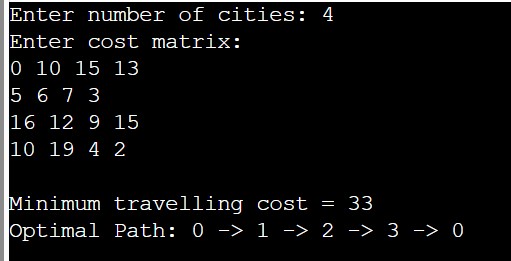 Enter number of cities: 4
Enter cost matrix:
0 10 15 13
5 6 7 3
16 12 9 15
10 19 4 2
Minimum travelling cost = 33
Optimal Path: 0 -> 1 -> 2 -> 3 -> 0